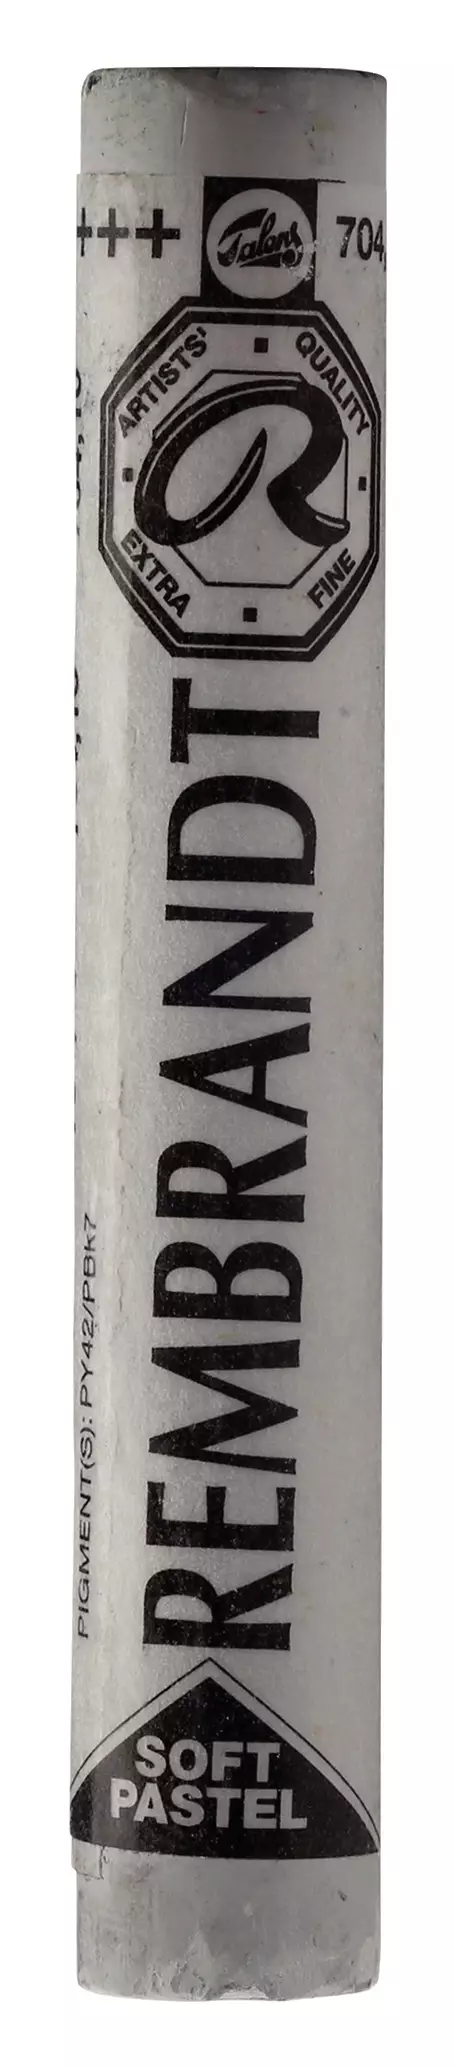 +++
Talens
704,
ARTISTS'
QUALITY
EXTRA
FINE
REMBRANDT
PIGMENT(S): PY42/PBK7
SOFT
PASTEL